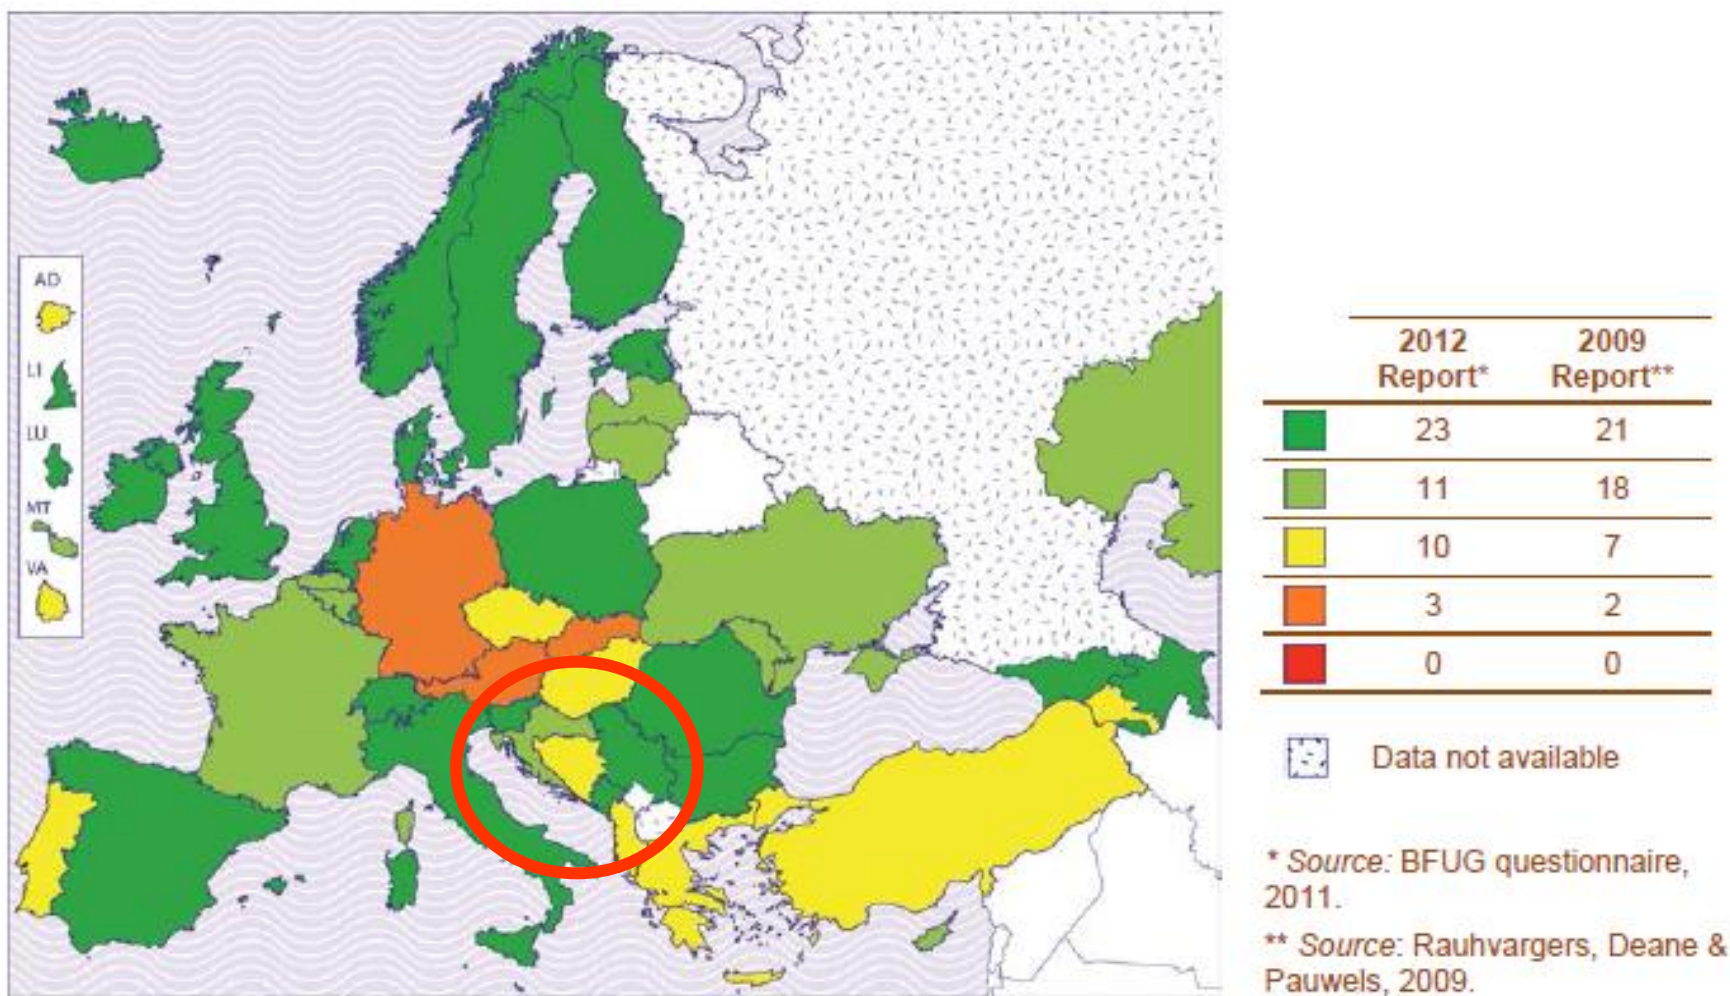 AD
LI
LU
MT
VA
2012 Report* 2009 Report**
23 21
11 18
10 7
3 2
0 0
Data not available
* Source: BFUG questionnaire,
2011.
** Source: Rauhvargers, Deane &
Pauwels, 2009.